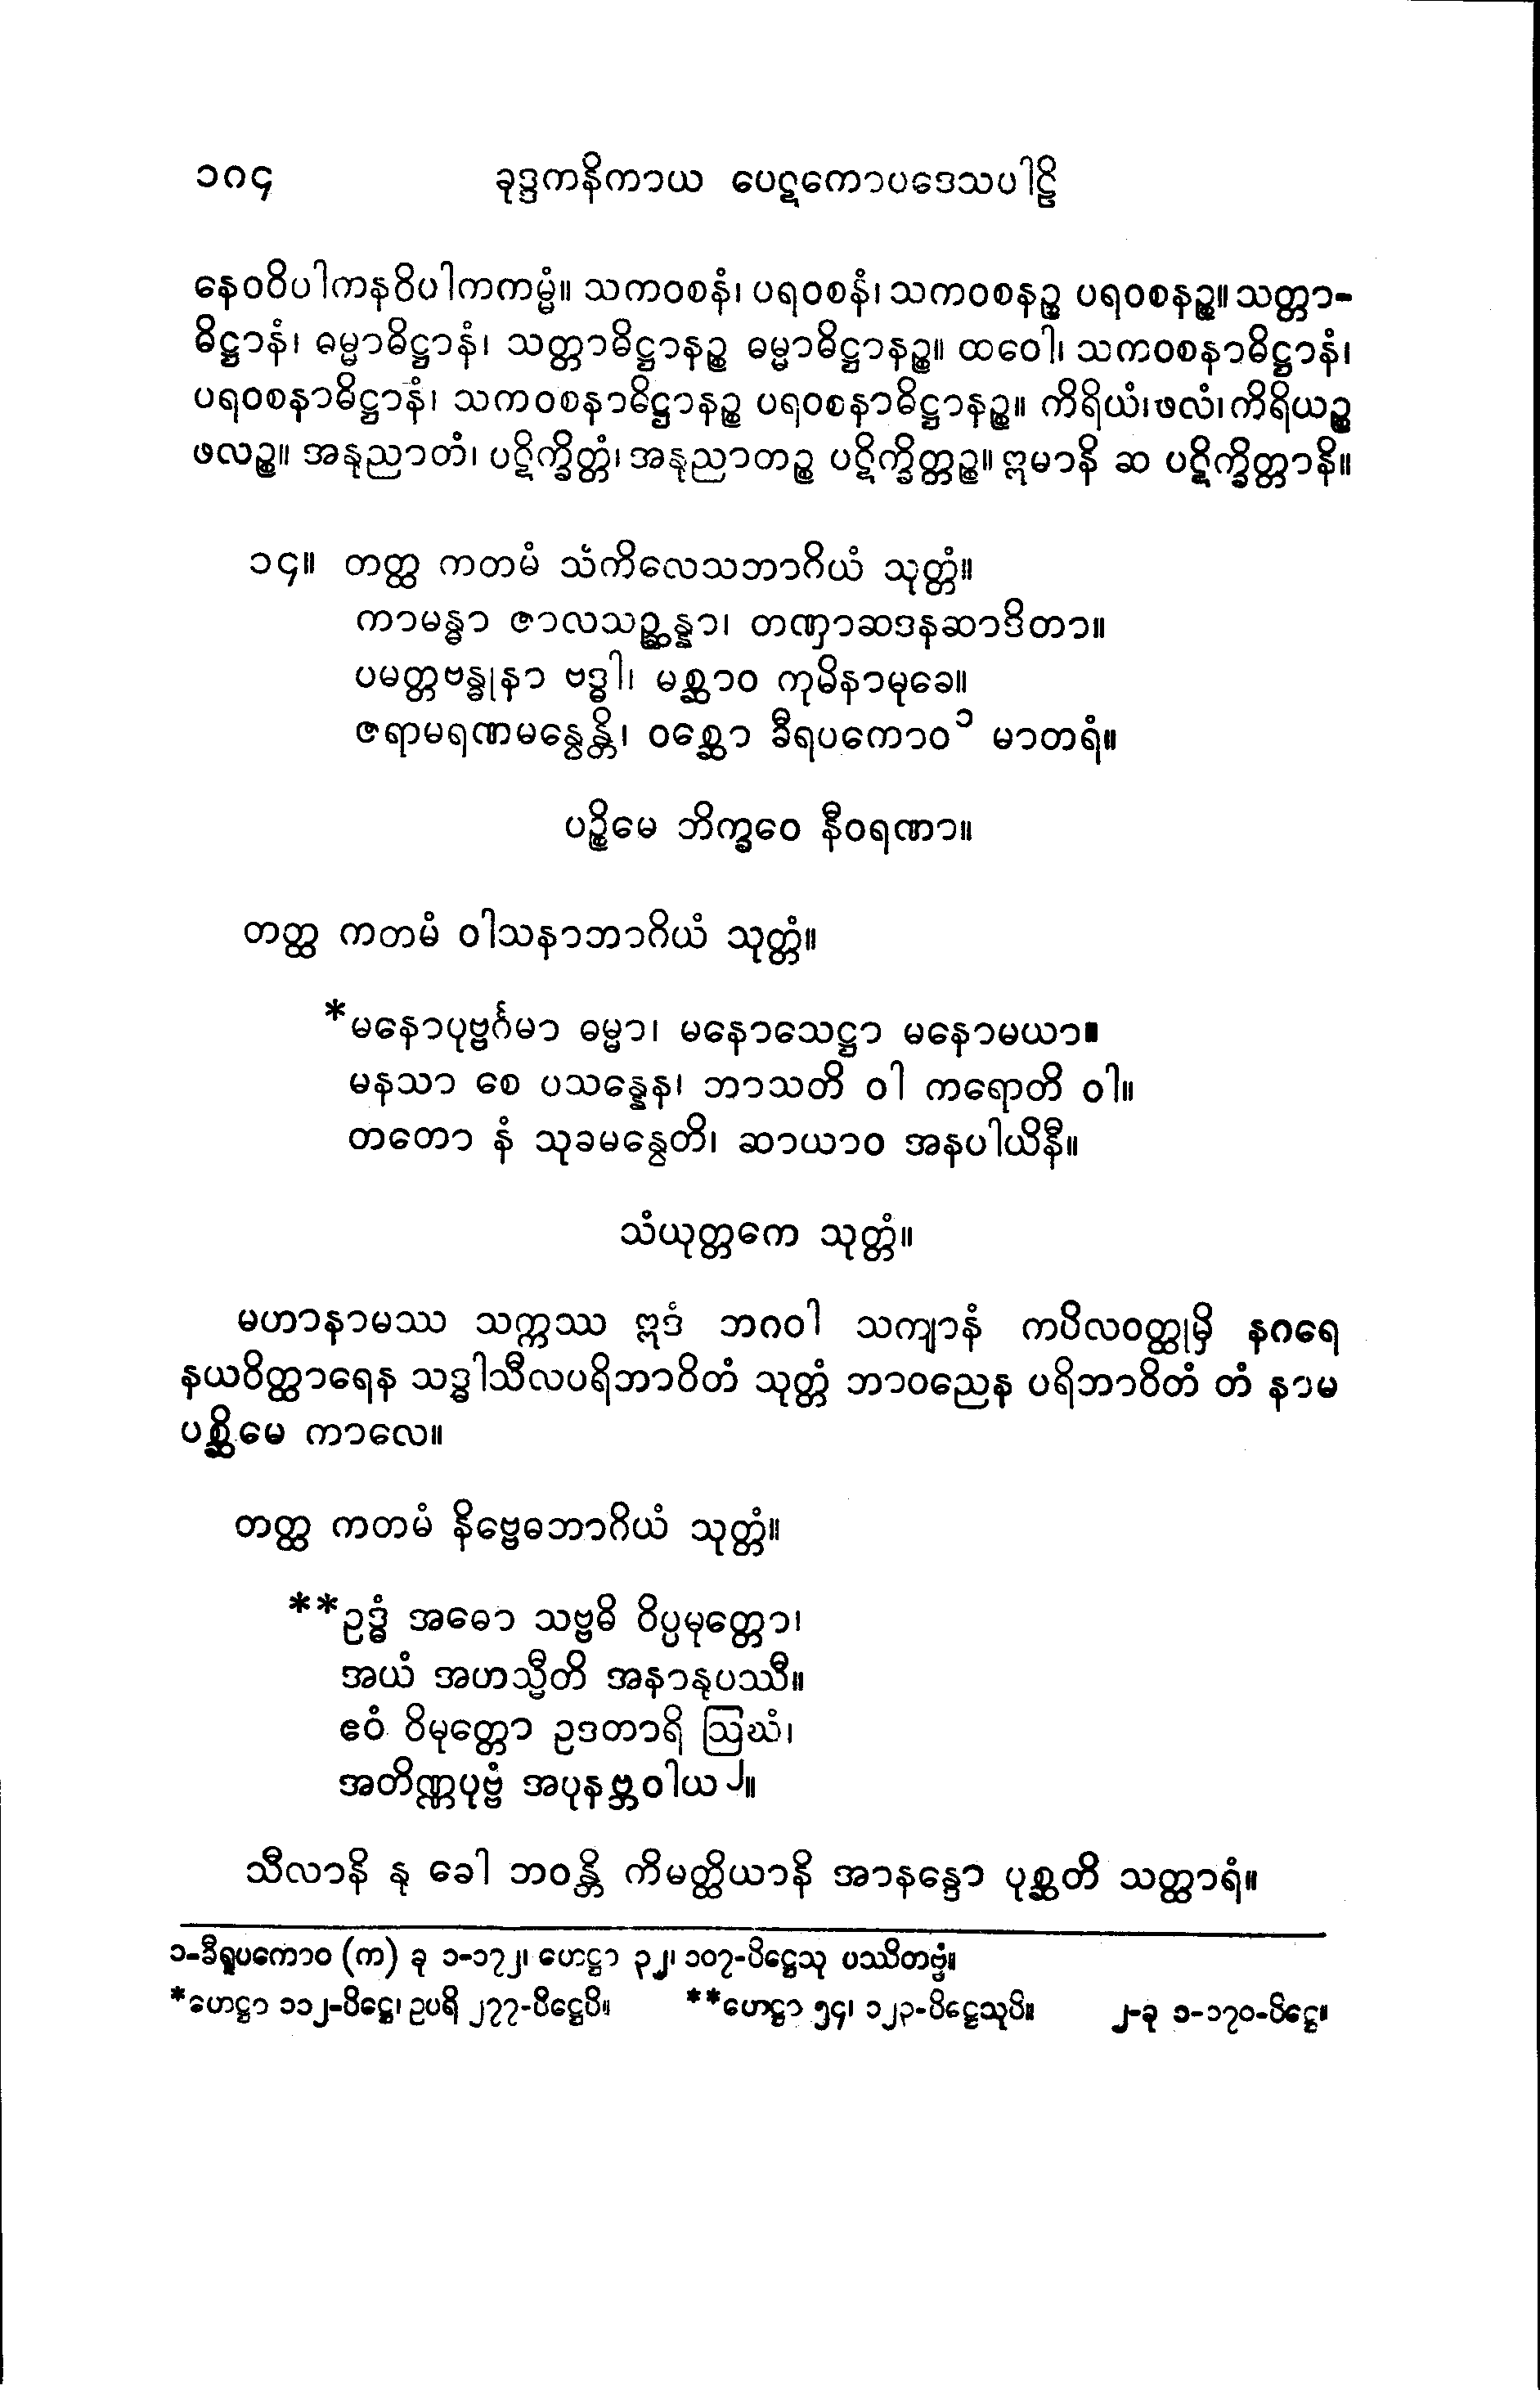 ၁၀၄ ခုဒ္ဒကနိကာယ ပေဋကောပဒေသပါဠိ
နေဝဝိပါကနဝိပါကကမ္မံ။ သကဝစနံ၊ ပရဝစနံ၊ သကဝစနဉ္စ ပရဝစနဉ္စ။ သတ္တာ-
ဓိဋ္ဌာနံ၊ ဓမ္မာဓိဋ္ဌာနံ၊ သတ္တာဓိဋ္ဌာနဉ္စ ဓမ္မာဓိဋ္ဌာနဉ္စ။ ထဝေါ၊ သကဝစနာဓိဋ္ဌာနံ၊
ပရဝစနာဓိဋ္ဌာနံ၊ သကဝစနာဓိဋ္ဌာနဉ္စ ပရဝစနာဓိဋ္ဌာနဉ္စ။ ကိရိယံ၊ ဖလံ၊ ကိရိယဉ္စ
ဖလဉ္စ။ အနုညာတံ၊ ပဋိက္ခိတ္တံ၊ အနုညာတဉ္စ ပဋိက္ခိတ္တဉ္စ။ ဣမာနိ ဆ ပဋိက္ခိတ္တာနိ။
၁၄။ တတ္ထ ကတမံ သံကိလေသဘာဂိယံ သုတ္တံ။
ကာမန္ဓာ ဇာလသဉ္ဆန္နာ၊ တဏှာဆဒနဆာဒိတာ။
ပမတ္တဗန္ဓုနာ ဗဒ္ဓါ၊ မစ္ဆာဝ ကုမိနာမုခေ။
ဇရာမရဏမနွေန္တိ၊ ဝစ္ဆော ခီရပကောဝ၁ မာတရံ။
ပဉ္စိမေ ဘိက္ခဝေ နီဝရဏာ။
တတ္ထ ကတမံ ဝါသနာဘာဂိယံ သုတ္တံ။
*မနောပုဗ္ဗင်္ဂမာ ဓမ္မာ၊ မနောသေဋ္ဌာ မနောမယာ။
မနသာ စေ ပသန္နေန၊ ဘာသတိ ဝါ ကရောတိ ဝါ။
တတော နံ သုခမနွေတိ၊ ဆာယာဝ အနပါယိနီ။
သံယုတ္တကေ သုတ္တံ။
မဟာနာမဿ သက္ကဿ ဣဒံ ဘဂဝါ သကျာနံ ကပိလဝတ္ထုမှိ နဂရေ
နယဝိတ္ထာရေန သဒ္ဓါသီလပရိဘာဝိတံ သုတ္တံ ဘာဝညေန ပရိဘာဝိတံ တံ နာမ
ပစ္ဆိမေ ကာလေ။
တတ္ထ ကတမံ နိဗ္ဗေဓဘာဂိယံ သုတ္တံ။
**ဥဒ္ဓံ အဓော သဗ္ဗဓိ ဝိပ္ပမုတ္တော၊
အယံ အဟသ္မီတိ အနာနုပဿီ။
ဧဝံ ဝိမုတ္တော ဥဒတာရိ ဩဃံ၊
အတိဏ္ဏပုဗ္ဗံ အပုနဗ္ဘဝါယ၂။
သီလာနိ နု ခေါ ဘဝန္တိ ကိမတ္ထိယာနိ အာနန္ဒော ပုစ္ဆတိ သတ္ထာရံ။
၁-ခီရူပကောဝ (က) ခု ၁-၁၇၂၊ ဟေဋ္ဌာ ၃၂၊ ၁၀၇-ပိဋ္ဌေသု ပဿိတဗ္ဗံ။
*ဟေဋ္ဌာ ၁၁၂-ပိဋ္ဌေ၊ ဥပရိ ၂၇၇-ပိဋ္ဌေပိ။ **ဟေဋ္ဌာ ၅၄၊ ၁၂၃-ပိဋ္ဌေသုပိ။ ၂-ခု ၁-၁၇၀-ပိဋ္ဌေ။